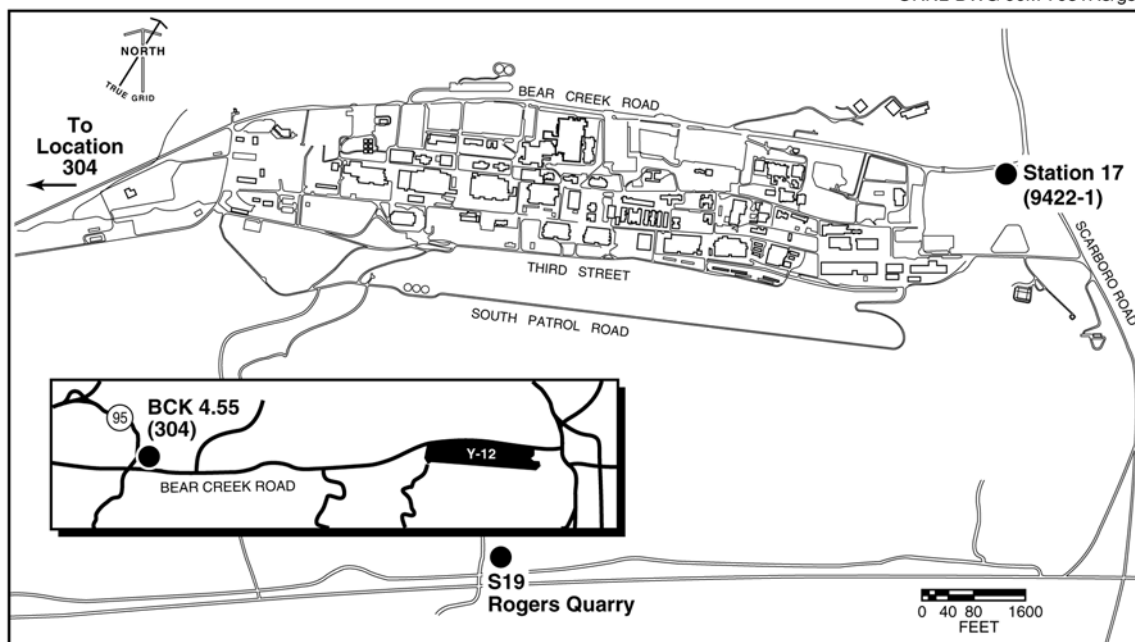 NORTH
TRUE GRID
To
Location
304
BEAR CREEK ROAD
Station 17
(9422-1)
SCARBORO ROAD
THIRD STREET
SOUTH PATROL ROAD
95
BCK 4.55
(304)
Y-12
BEAR CREEK ROAD
S19
Rogers Quarry
0 40 80 1600
FEET